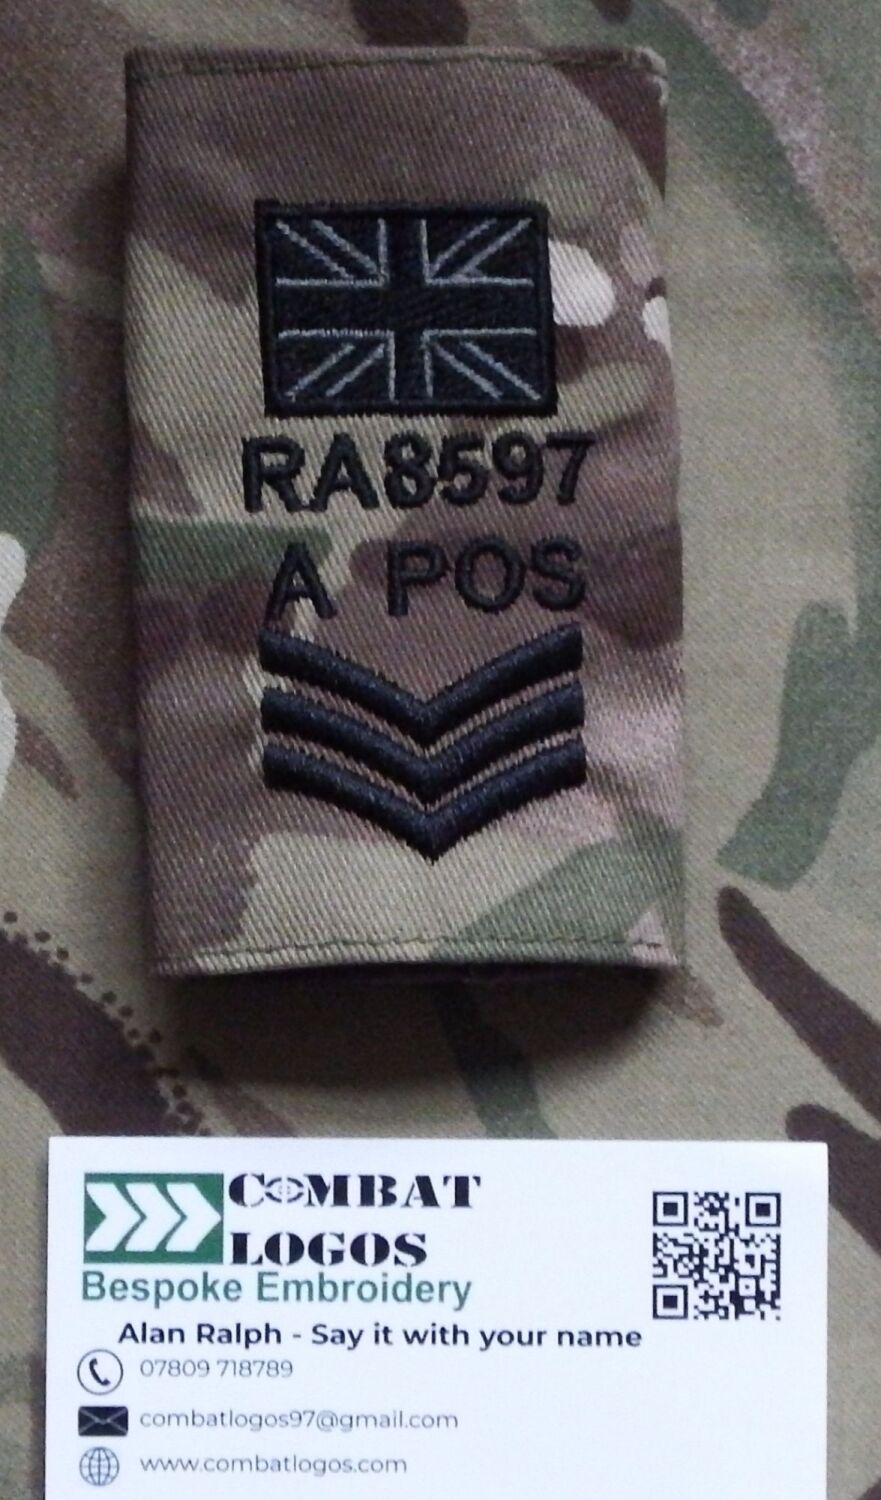 RA8597
A POS
COMBAT
LOGOS
Bespoke Embroidery
Alan Ralph - Say it with your name
07809 718789
combatlogos97@gmail.com
www.combatlogos.com